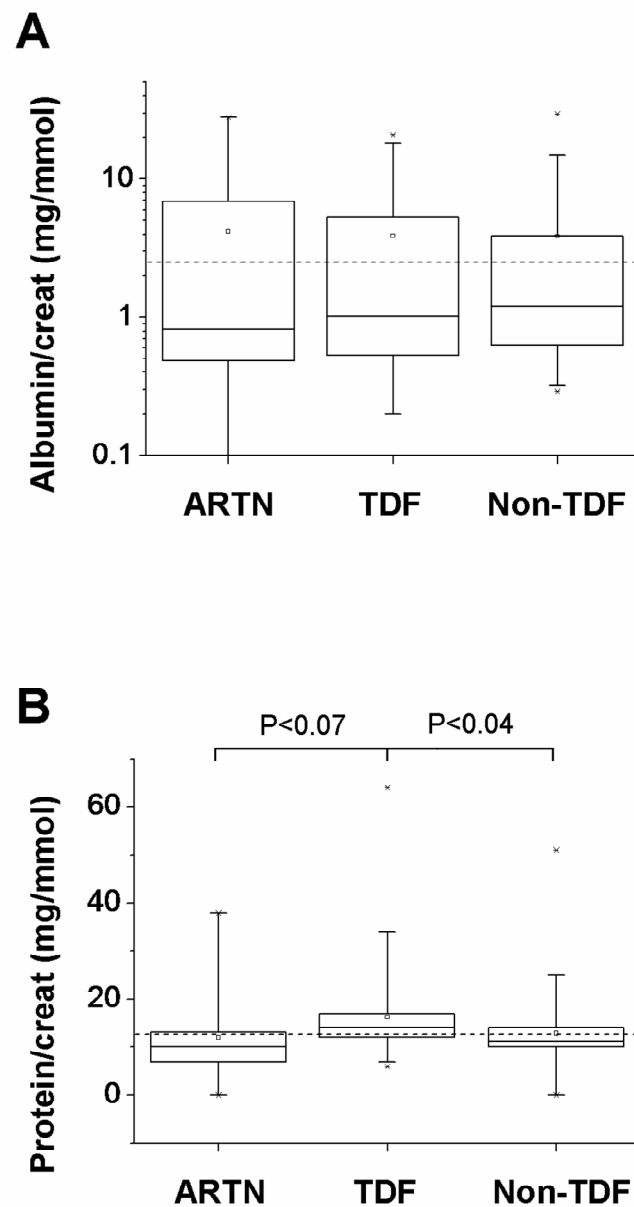 A
Albumin/creat (mg/mmol)
10
1
0.1
ARTN TDF Non-TDF
B
P<0.07 P<0.04
Protein/creat (mg/mmol)
60
40
20
0
ARTN TDF Non-TDF